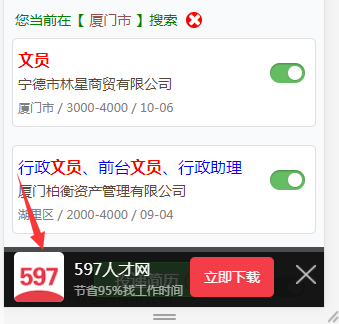 您当前在【 厦门市 】搜索
文员
宁德市林星商贸有限公司
厦门市 / 3000-4000 / 10-06
行政文员、前台文员、行政助理
厦门柏衡资产管理有限公司
湖里区 / 2000-4000 / 09-04
597
597人才网
投递简历
节省95%找工作时间
立即下载